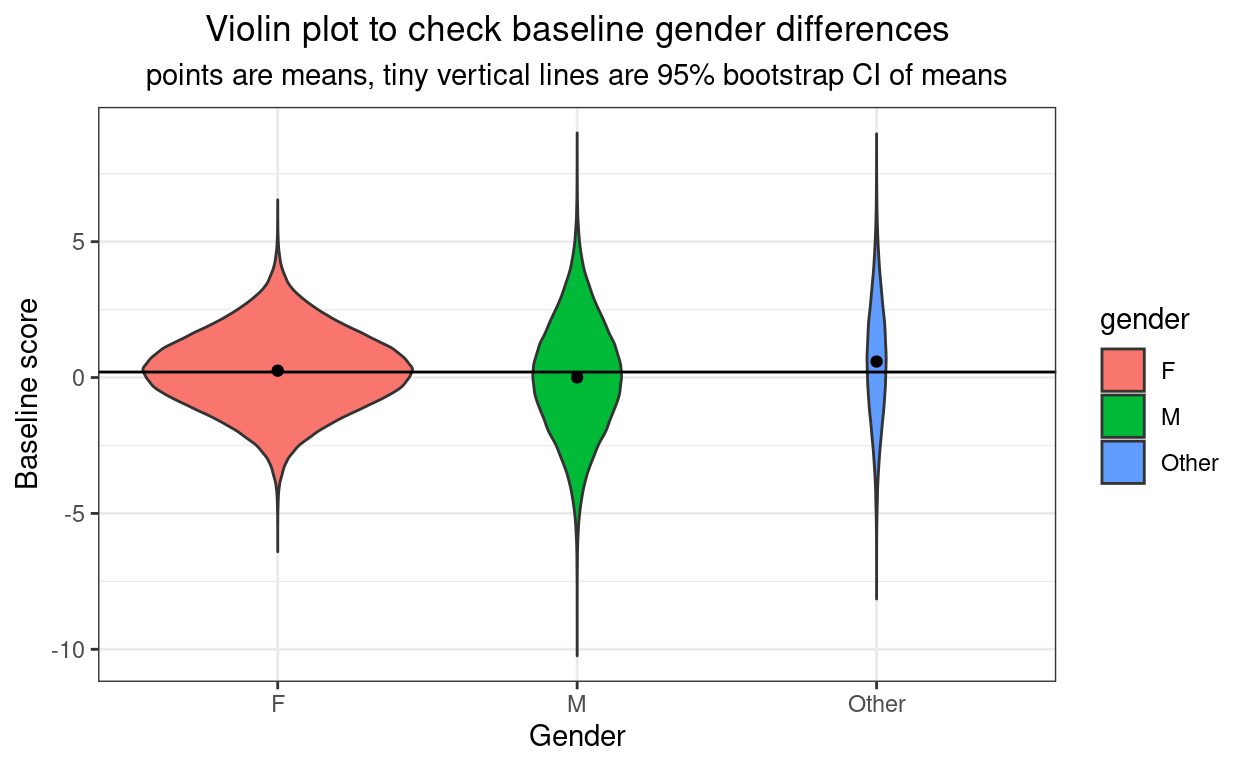 Violin plot to check baseline gender differences
points are means, tiny vertical lines are 95% bootstrap CI of means
Baseline score
5
0
-5
-10
F
M
Other
Gender
gender
F
M
Other